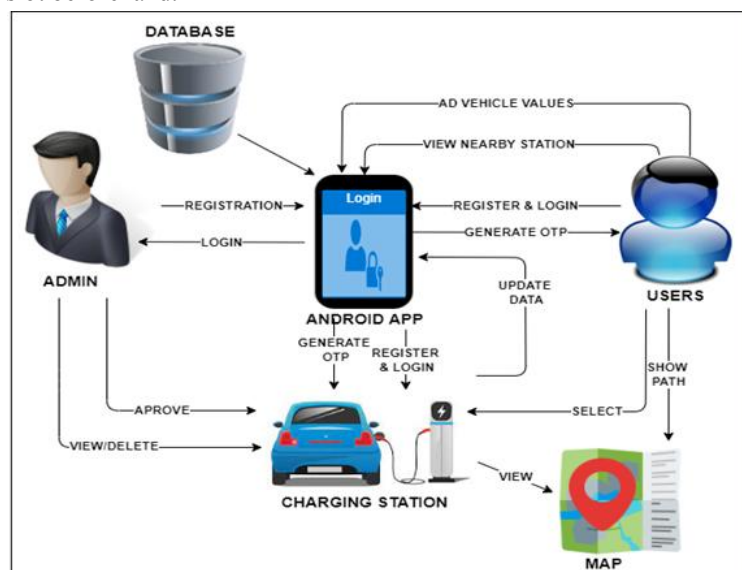 DATABASE
AD VEHICLE VALUES
VIEW NEARBY STATION
Login
REGISTRATION
REGISTER & LOGIN
GENERATE OTP
LOGIN
ADMIN
USERS
UPDATE
DATA
ANDROID APP
GENERATE
OTP
REGISTER
& LOGIN
SHOW
PATH
APROVE
SELECT
VIEW/DELETE
VIEW
CHARGING STATION
MAP